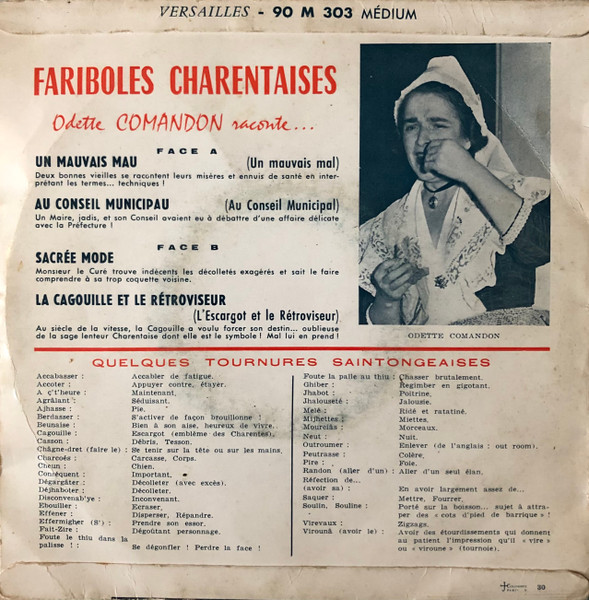 VERSAILLES - 90 M 303 MÉDIUM
FARIBOLES CHARENTAISES
Odette COMANDON raconte...
FACE A
UN MAUVAIS MAU (Un mauvais mal)
Deux bonnes vieilles se racontent leurs misères et ennuis de santé en inter-
prétant les termes... techniques !
AU CONSEIL MUNICIPAU (Au Conseil Municipal)
Un Maire, jadis, et son Conseil avaient eu à débattre d'une affaire délicate
avec la Préfecture !
FACE B
SACRÉE MODE
Monsieur le Curé trouve indécents les décolletés exagérés et sait le faire
comprendre à sa trop coquette voisine.
LA CAGOUILLE ET LE RÉTROVISEUR
(L'Escargot et le Rétroviseur)
Au siècle de la vitesse, la Cagouille a voulu forcer son destin... oublieuse
de la sage lenteur Charentaise dont elle est le symbole ! Mal lui en prend !
ODETTE COMANDON
QUELQUES TOURNURES SAINTONGEAISES
Accabasser : Accabler de fatigue.
Accoter : Appuyer contre, étayer.
A ç't'heure : Maintenant,
Agrâlant : Séduisant.
Ajhasse : Pie.
Berdasser : S'activer de façon brouillonne !
Beunaise : Bien à son aise, heureux de vivre.
Cagouille : Escargot (emblème des Charentes).
Casson : Débris, Tesson.
Châgne-dret (faire le) : Se tenir sur la tête ou sur les mains,
Charcoés : Carcasse, Corps.
Cheun : Chien.
Conséquent : Important,
Dégargâter : Décolleter (avec excès).
Déjhaboter : Décolleter,
Disconvenab'ye : Inconvenant.
Ebouiller : Ecraser,
Effener : Disperser, Répandre.
Effermigher (S') : Prendre son essor.
Fait-Zire : Dégoûtant personnage.
Foute le thiu dans la
palisse ! : Se dégonfler ! Perdre la face !
Foute la palle au thiu : Chasser brutalement.
Ghiber : Regimber en gigotant.
Jhabot : Poitrine,
Jhalouseté : Jalousie.
Melé : Ridé et ratatiné.
Mijhettes : Miettes,
Mourciâs : Morceaux.
Neut : Nuit.
Outroumer : Enlever (de l'anglais : out room).
Peutrasse : Colère,
Pire : Foie.
Randon (aller d'un) : Aller d'un seul élan,
Réfection de...
(avoir sa) : En avoir largement assez de...
Saquer : Mettre, Fourrer,
Soulin, Souline : Porté sur la boisson... sujet à attra-
per des « cots d'pied de barrique » !
Virevaux : Zigzags.
Virounâ (avoir le) : Avoir des étourdissements qui donnent
au patient l'impression qu'il « vire »
ou « viroune » (tournois).
30